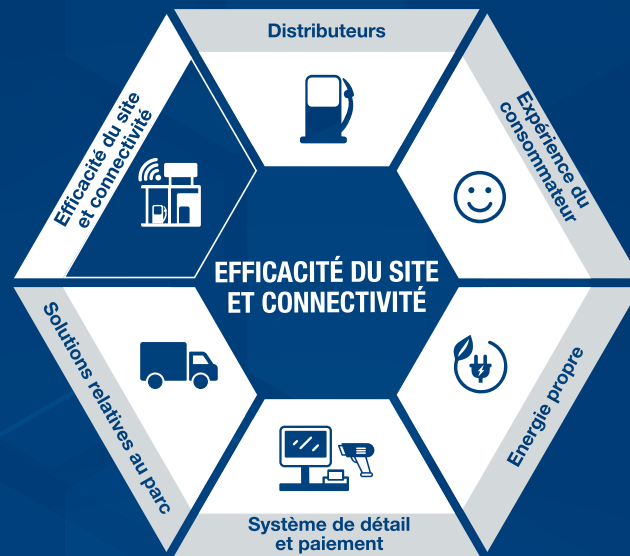 Distributeurs
Efficacité du site
et connectivité
Expérience du
consommateur
EFFICACITÉ DU SITE
ET CONNECTIVITÉ
Solutions relatives au parc
Energie propre
Système de détail
et paiement